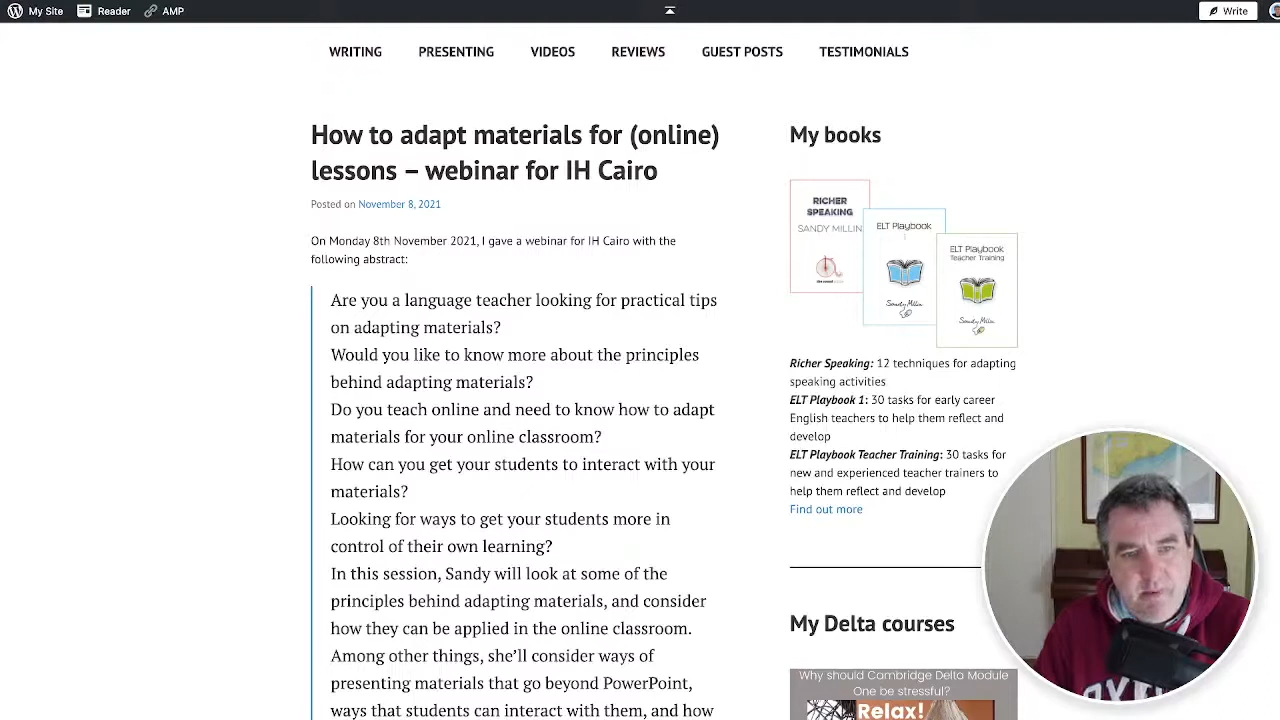 My Site
Reader
AMP
Write
WRITING
PRESENTING
VIDEOS
REVIEWS
GUEST POSTS
TESTIMONIALS
How to adapt materials for (online)
lessons – webinar for IH Cairo
Posted on November 8, 2021
On Monday 8th November 2021, I gave a webinar for IH Cairo with the
following abstract:
Are you a language teacher looking for practical tips
on adapting materials?
Would you like to know more about the principles
behind adapting materials?
Do you teach online and need to know how to adapt
materials for your online classroom?
How can you get your students to interact with your
materials?
Looking for ways to get your students more in
control of their own learning?
In this session, Sandy will look at some of the
principles behind adapting materials, and consider
how they can be applied in the online classroom.
Among other things, she’ll consider ways of
presenting materials that go beyond PowerPoint,
ways that students can interact with them, and how
My books
RICHER
SPEAKING
SANDY MILLIN
ELT Playbook
Sandy Millin
ELT Playbook
Teacher Training
Sandy Millin
Richer Speaking: 12 techniques for adapting
speaking activities
ELT Playbook 1: 30 tasks for early career
English teachers to help them reflect and
develop
ELT Playbook Teacher Training: 30 tasks for
new and experienced teacher trainers to
help them reflect and develop
Find out more
My Delta courses
Why should Cambridge Delta Module
One be stressful?
Relax!